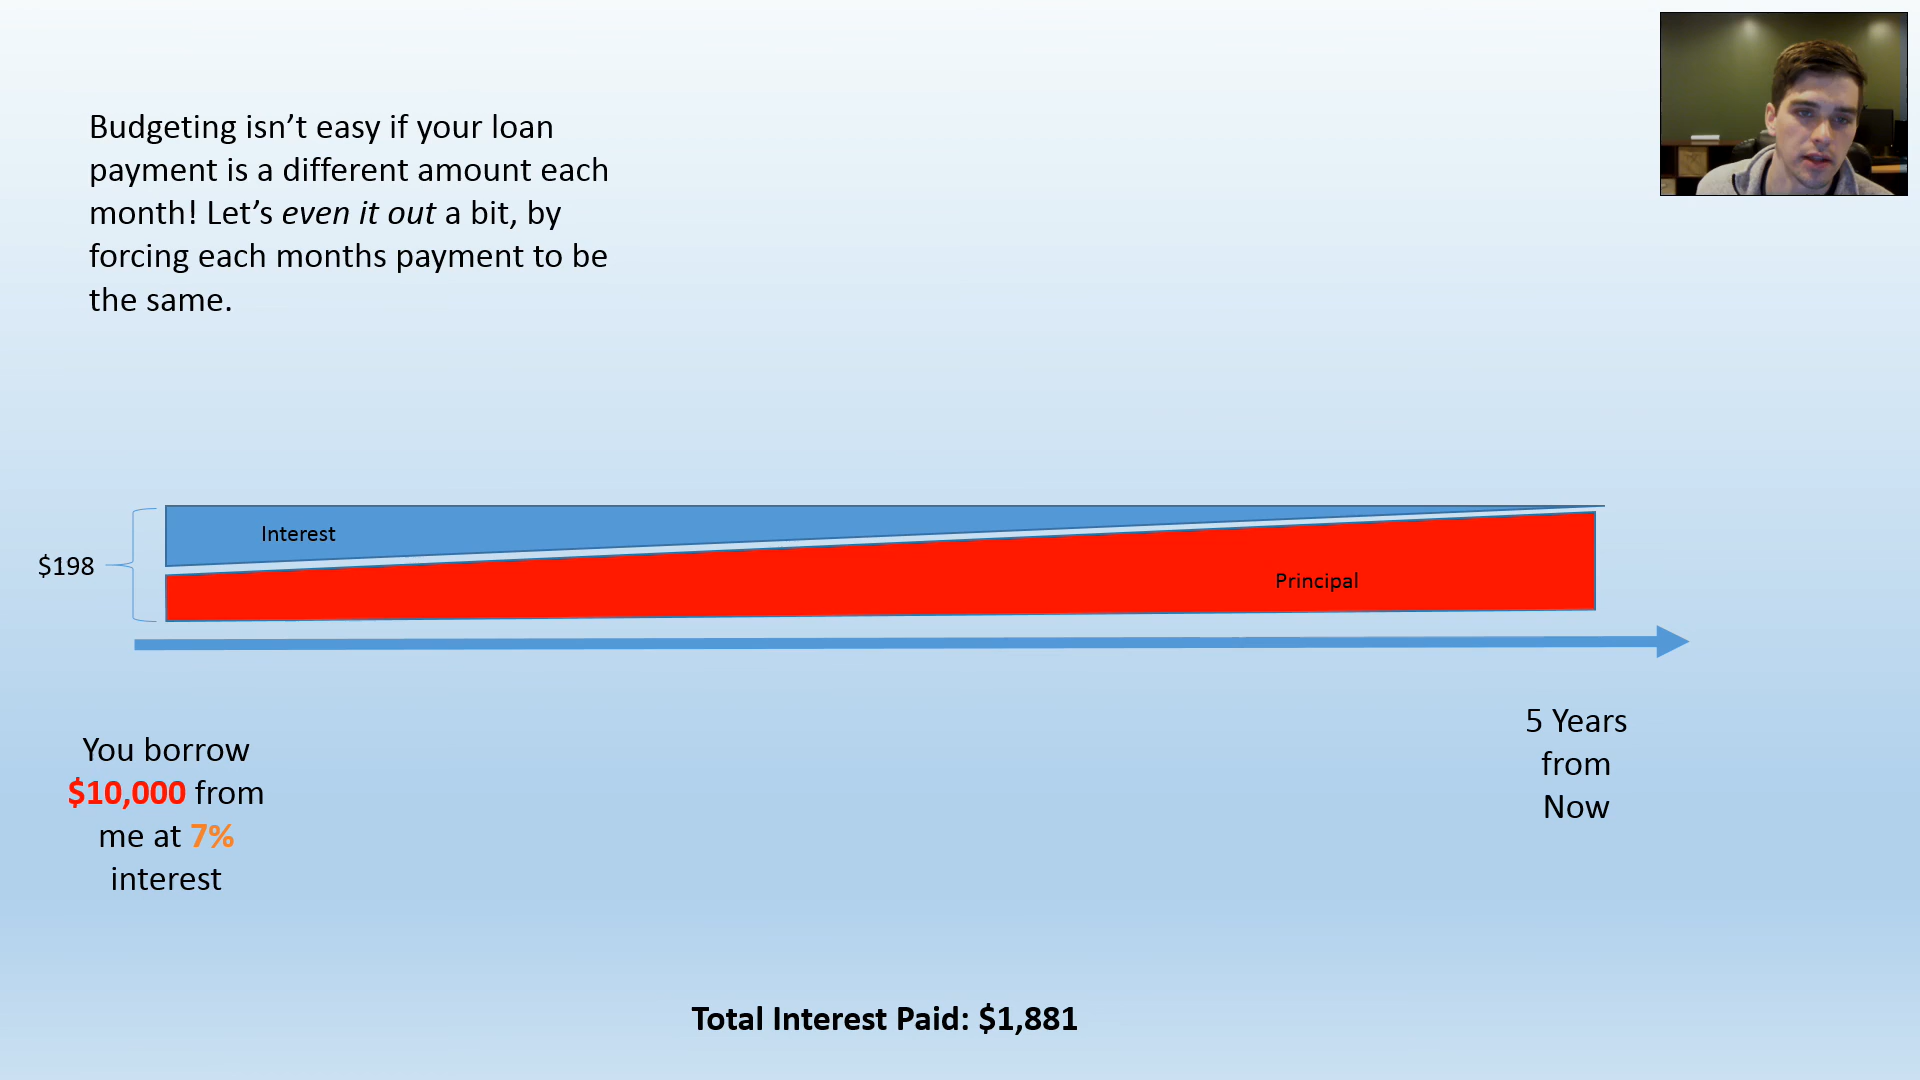 Budgeting isn’t easy if your loan
payment is a different amount each
month! Let’s even it out a bit, by
forcing each months payment to be
the same.
Interest
$198
Principal
You borrow
$10,000 from
me at 7%
interest
5 Years
from
Now
Total Interest Paid: $1,881